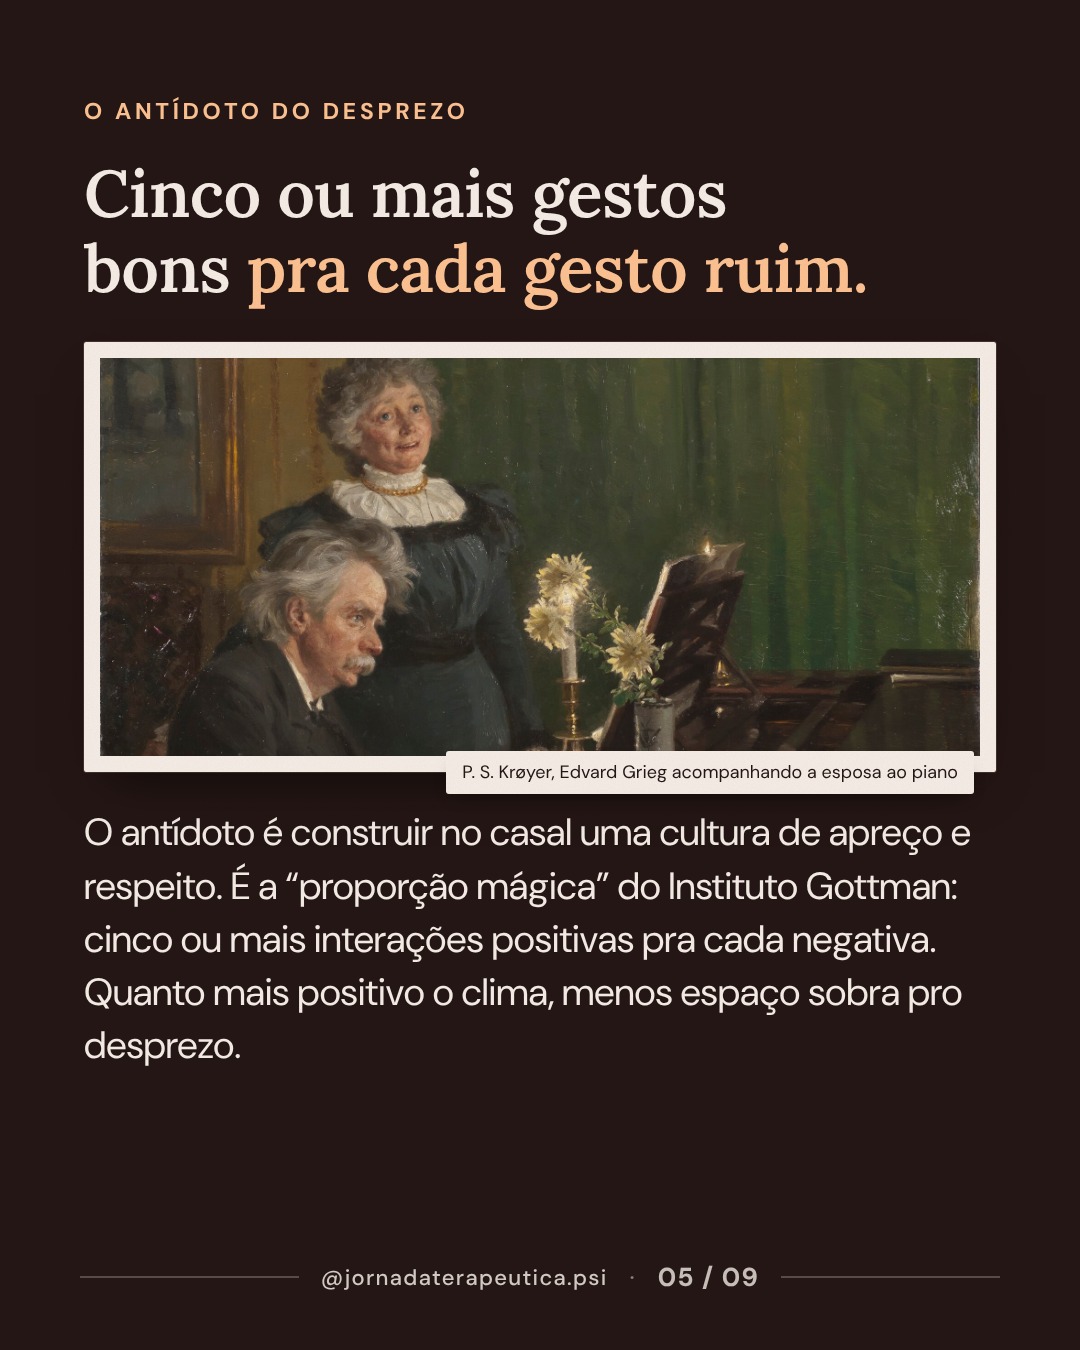 O ANTÍDOTO DO DESPREZO
Cinco ou mais gestos
bons pra cada gesto ruim.
P. S. Krøyer, Edvard Grieg acompanhando a esposa ao piano
O antídoto é construir no casal uma cultura de apreço e
respeito. É a “proporção mágica” do Instituto Gottman:
cinco ou mais interações positivas pra cada negativa.
Quanto mais positivo o clima, menos espaço sobra pro
desprezo.
@jornadaterapeutica.psi · 05 / 09